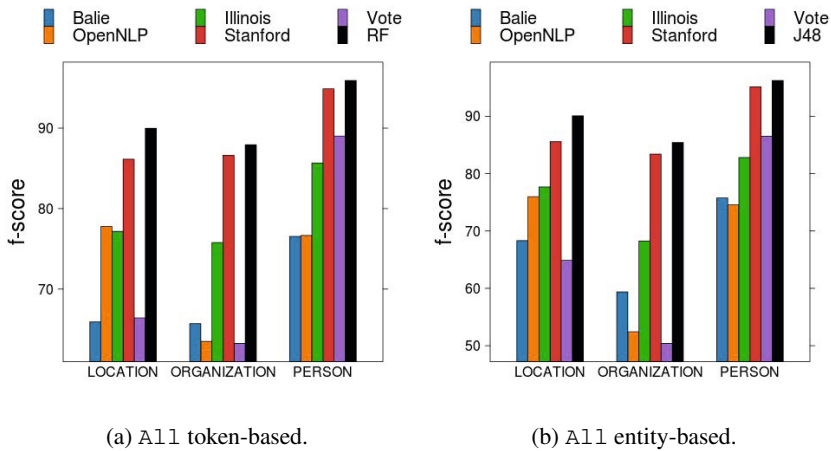 Balie Illinois Vote
OpenNLP Stanford RF
f-score
90
80
70
LOCATION ORGANIZATION PERSON
(a) All token-based.
Balie Illinois Vote
OpenNLP Stanford J48
f-score
90
80
70
60
50
LOCATION ORGANIZATION PERSON
(b) All entity-based.